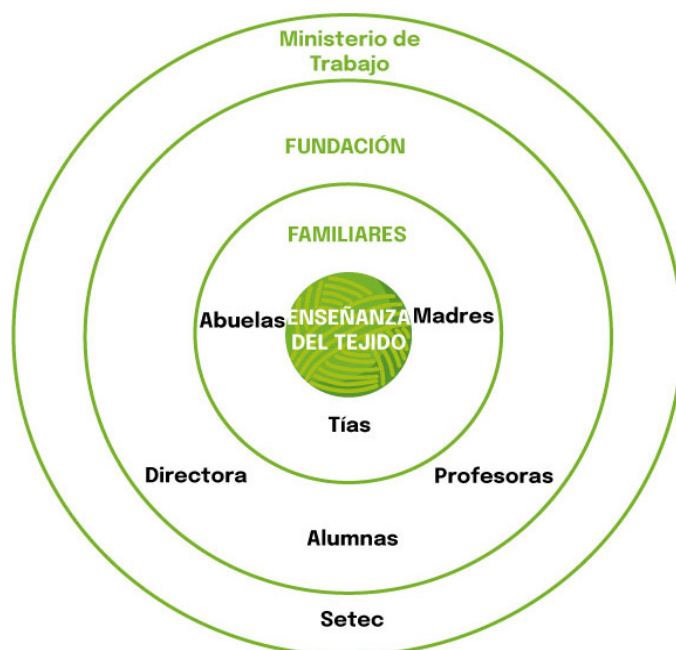 Ministerio de
Trabajo
FUNDACIÓN
FAMILIARES
Abuelas
ENSEÑANZA
DEL TEJIDO
Madres
Tías
Directora
Profesoras
Alumnas
Setec